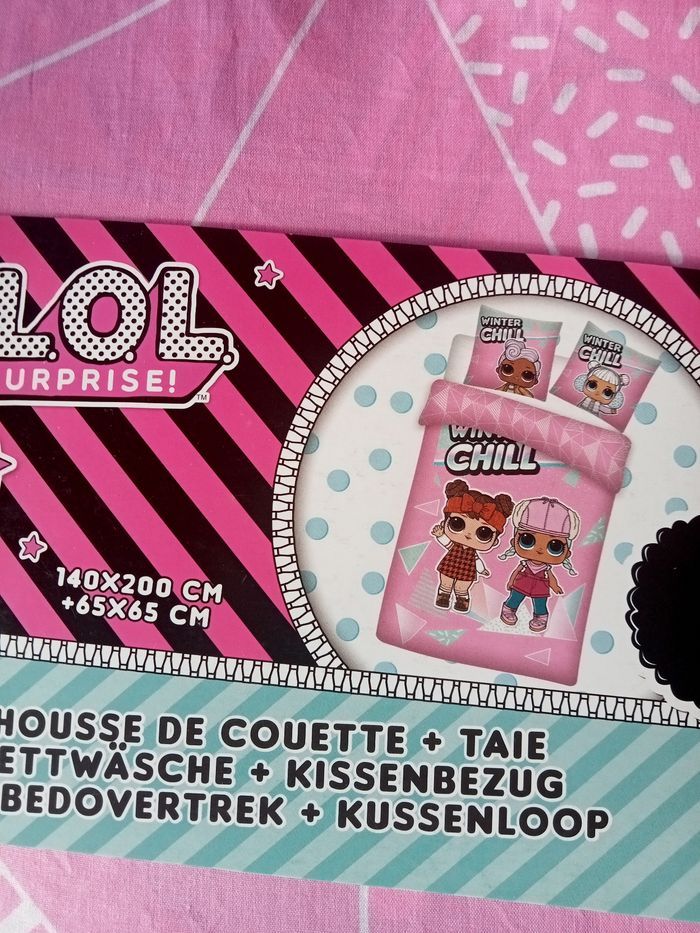 L.O.L.
URPRISE!
TM
WINTER
CHILL
WINTER
CHILL
WINTER
CHILL
140X200 CM
+65X65 CM
HOUSSE DE COUETTE + TAIE
ETTWÄSCHE + KISSENBEZUG
BEDOVERTREK + KUSSENLOOP